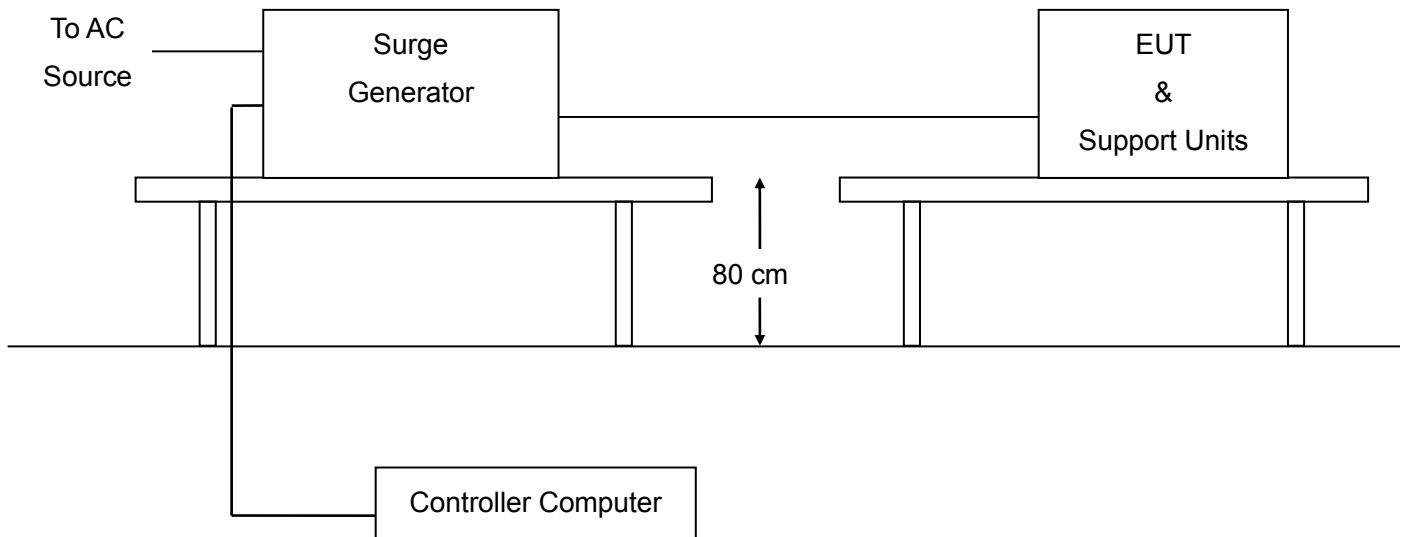 To AC
Source
Surge
Generator
EUT
&
Support Units
80 cm
Controller Computer